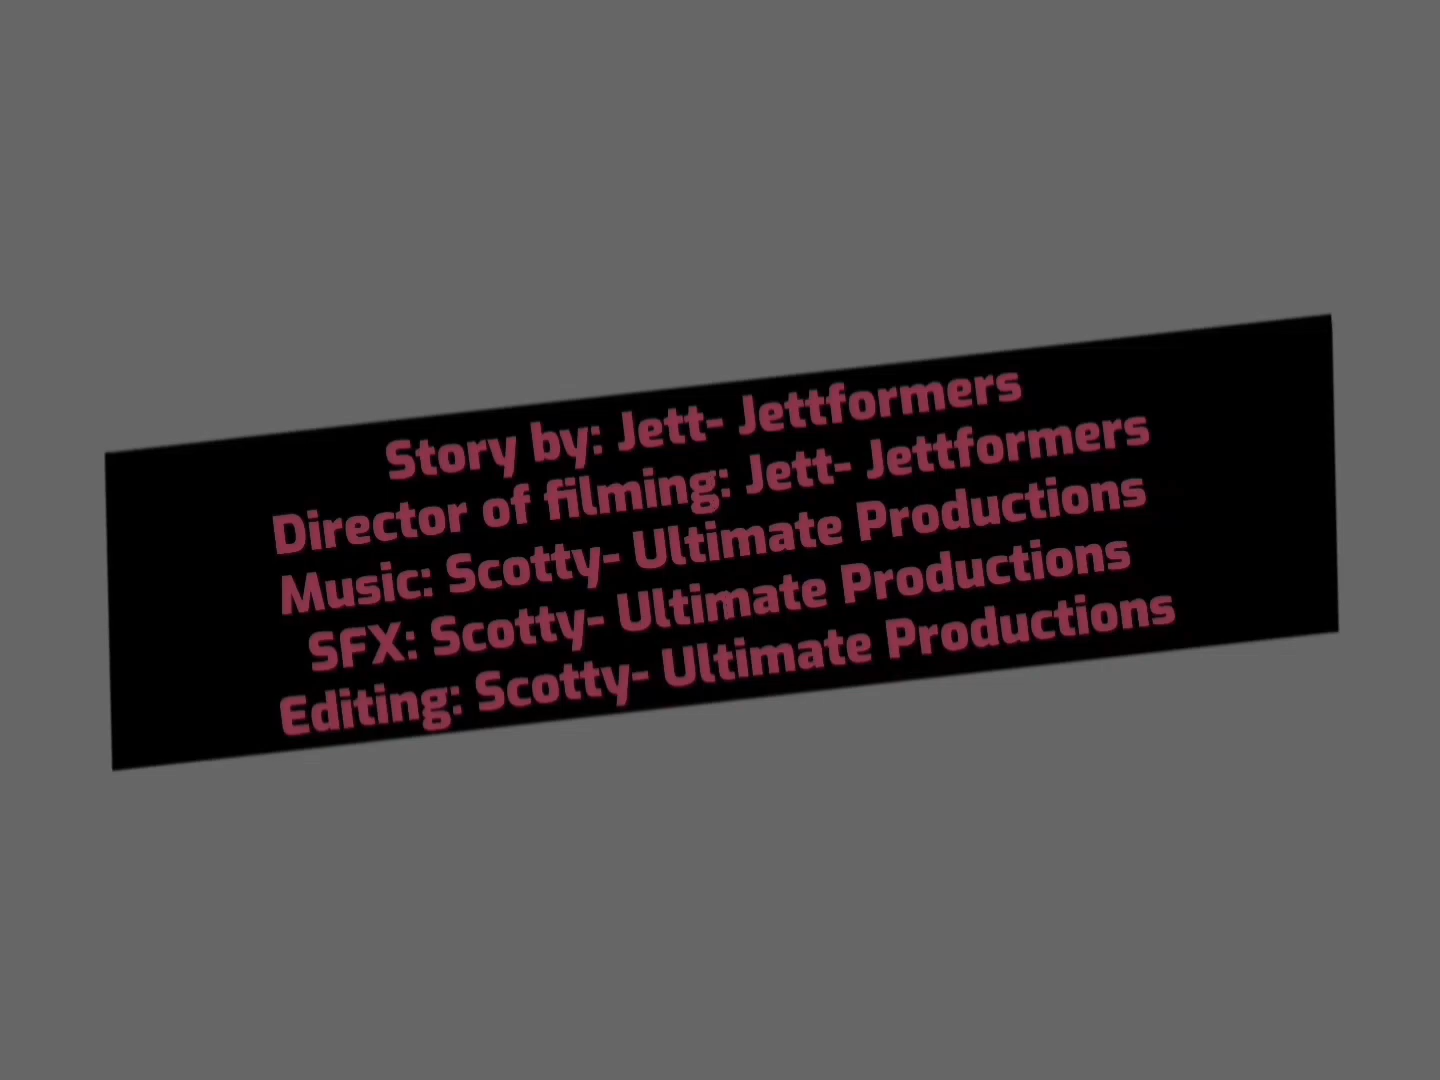 Story by: Jett- Jettformers
Director of filming: Jett- Jettformers
Music: Scotty- Ultimate Productions
SFX: Scotty- Ultimate Productions
Editing: Scotty- Ultimate Productions